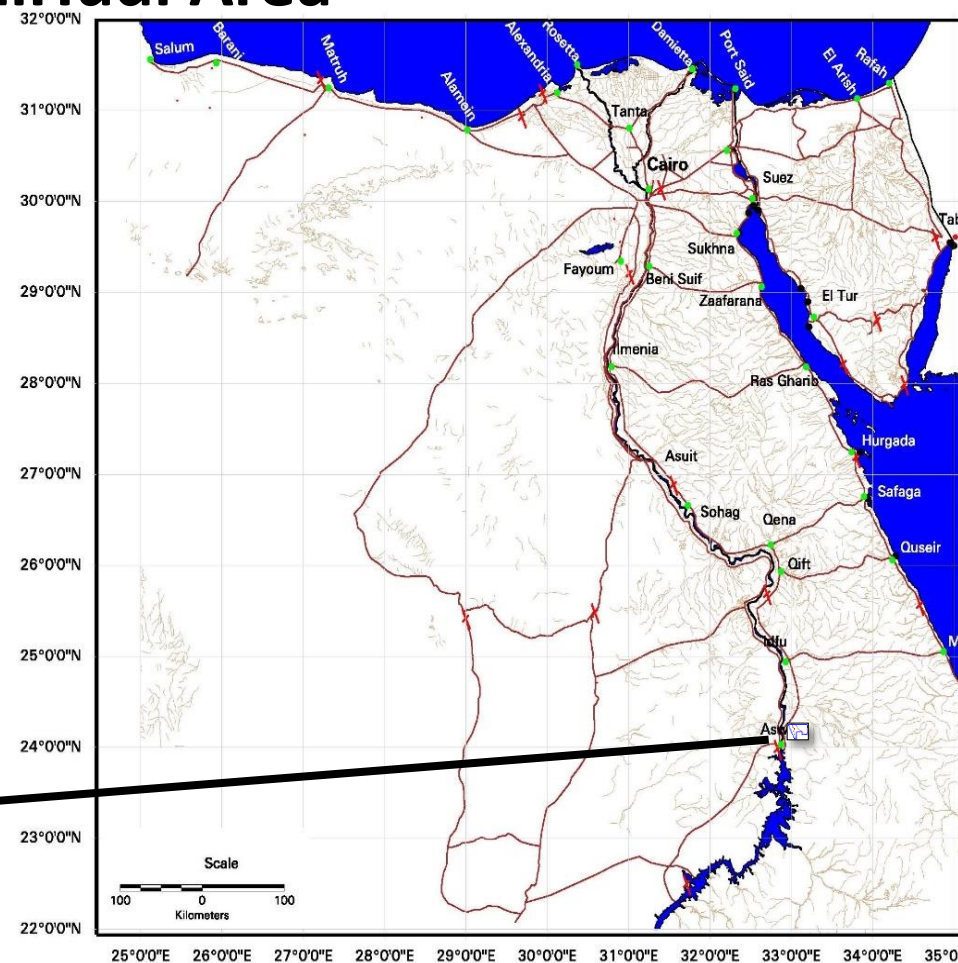 Area
32°0'0"N
Salum
Barani
Matruh
Alamein
Alexandria
Rosetta
Damietta
Port Said
El Arish
Rafah
31°0'0"N
Tanta
Cairo
Suez
30°0'0"N
Sukhna
Fayoum
Beni Suif
29°0'0"N
Zaafarana
El Tur
Ilmenia
28°0'0"N
Ras Gharib
Hurgada
27°0'0"N
Asuit
Safaga
Sohag
Qena
26°0'0"N
Quseir
Qift
25°0'0"N
24°0'0"N
23°0'0"N
Scale
100 0 100
Kilometers
22°0'0"N
25°0'0"E 26°0'0"E 27°0'0"E 28°0'0"E 29°0'0"E 30°0'0"E 31°0'0"E 32°0'0"E 33°0'0"E 34°0'0"E